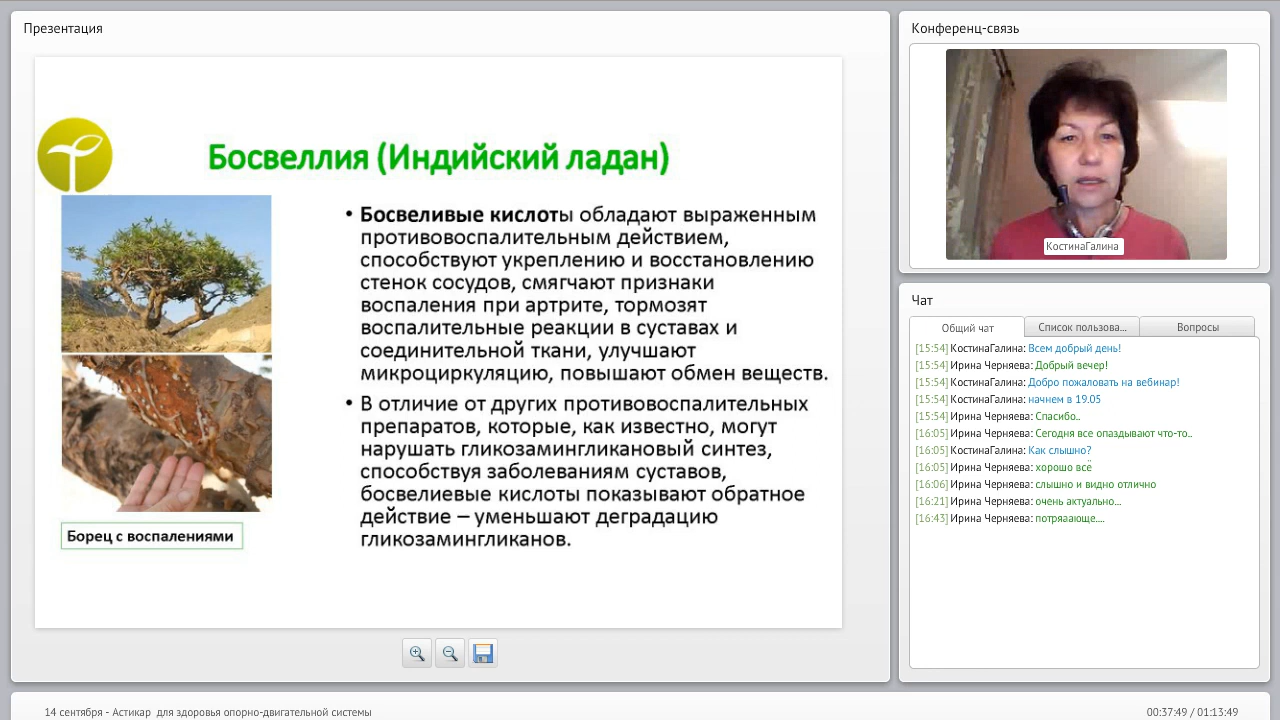 Презентация
Босвеллия (Индийский ладан)
• Босвеливые кислоты обладают выраженным
противовоспалительным действием,
способствуют укреплению и восстановлению
стенок сосудов, смягчают признаки
воспаления при артрите, тормозят
воспалительные реакции в суставах и
соединительной ткани, улучшают
микроциркуляцию, повышают обмен веществ.
• В отличие от других противовоспалительных
препаратов, которые, как известно, могут
нарушать гликозамингликановый синтез,
способствуя заболеваниям суставов,
босвелиевые кислоты показывают обратное
действие – уменьшают деградацию
гликозамингликанов.
Борец с воспалениями
Конференц-связь
КостинаГалина
Чат
Общий чат
Список пользова...
Вопросы
[15:54] КостинаГалина: Всем добрый день!
[15:54] Ирина Черняева: Добрый вечер!
[15:54] КостинаГалина: Добро пожаловать на вебинар!
[15:54] КостинаГалина: начнем в 19.05
[15:54] Ирина Черняева: Спасибо..
[16:05] Ирина Черняева: Сегодня все опаздывают что-то..
[16:05] КостинаГалина: Как слышно?
[16:05] Ирина Черняева: хорошо всё
[16:06] Ирина Черняева: слышно и видно отлично
[16:21] Ирина Черняева: очень актуально...
[16:43] Ирина Черняева: потряаающе....
14 сентября - Астикар для здоровья опорно-двигательной системы
00:37:49 / 01:13:49